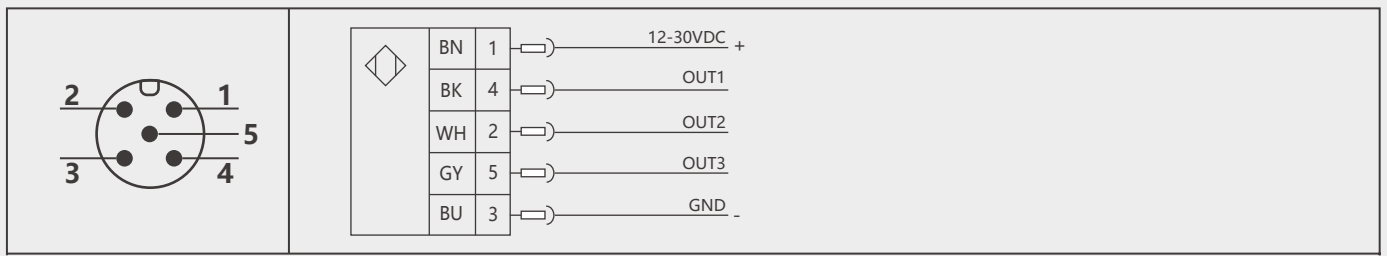 2 1
5
3 4
BN 1 12-30VDC +
BK 4 OUT1
WH 2 OUT2
GY 5 OUT3
BU 3 GND -